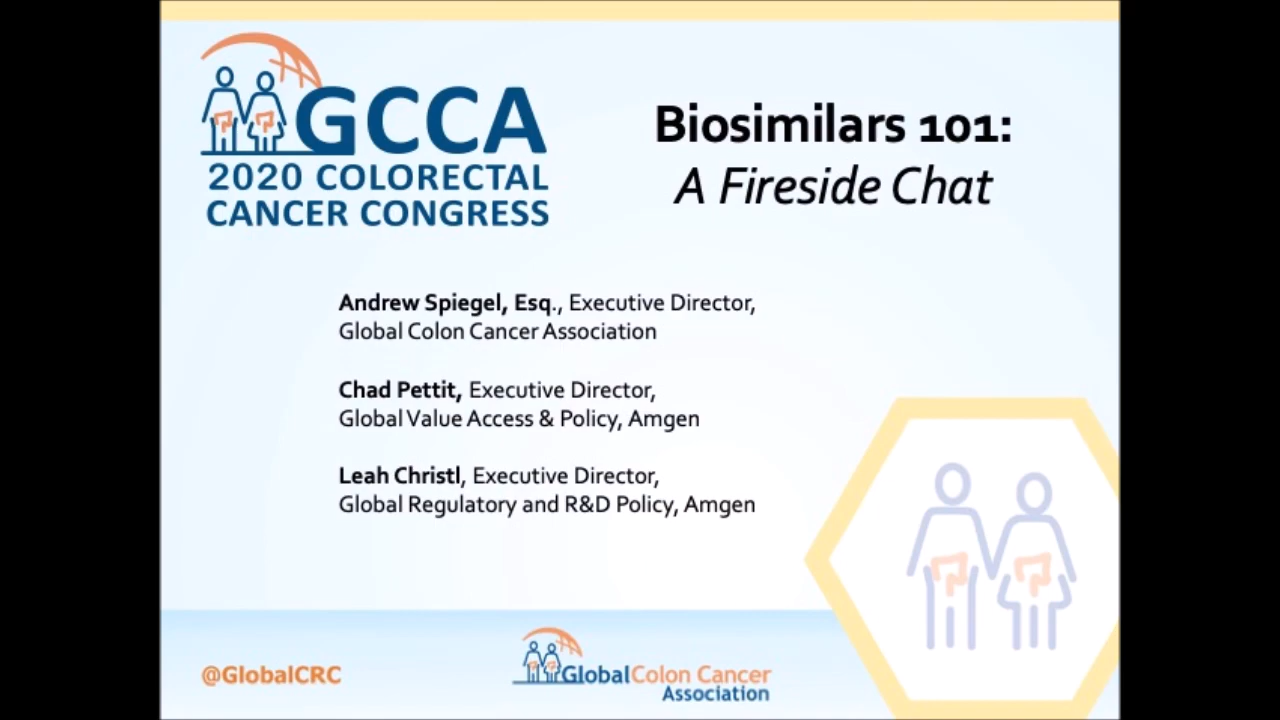 GCCA
2020 COLORECTAL
CANCER CONGRESS
Biosimilars 101:
A Fireside Chat
Andrew Spiegel, Esq., Executive Director,
Global Colon Cancer Association
Chad Pettit, Executive Director,
Global Value Access & Policy, Amgen
Leah Christl, Executive Director,
Global Regulatory and R&D Policy, Amgen
@GlobalCRC
GlobalColon Cancer
Association